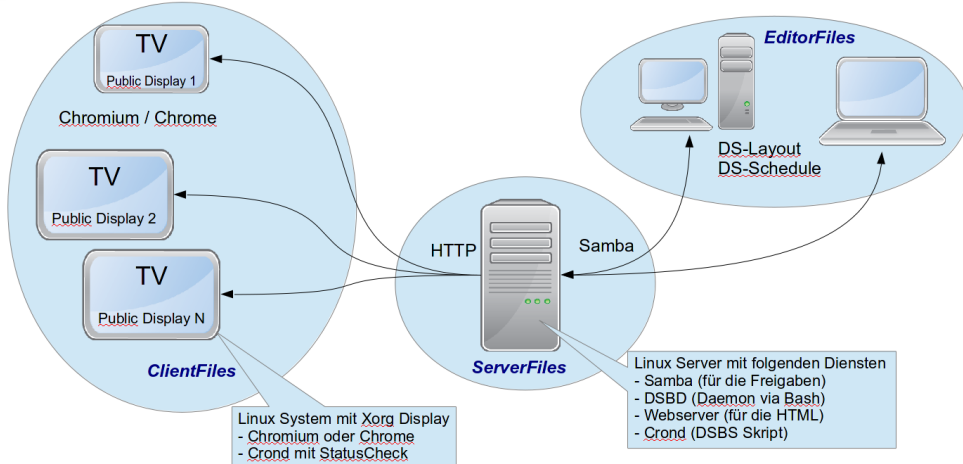 TV
Public Display 1
Chromium / Chrome
TV
Public Display 2
TV
Public Display N
ClientFiles
Linux System mit Xorg Display
- Chromium oder Chrome
- Crond mit StatusCheck
HTTP
Samba
ServerFiles
Linux Server mit folgenden Diensten
- Samba (für die Freigaben)
- DSBD (Daemon via Bash)
- Webserver (für die HTML)
- Crond (DSBS Skript)
EditorFiles
DS-Layout
DS-Schedule